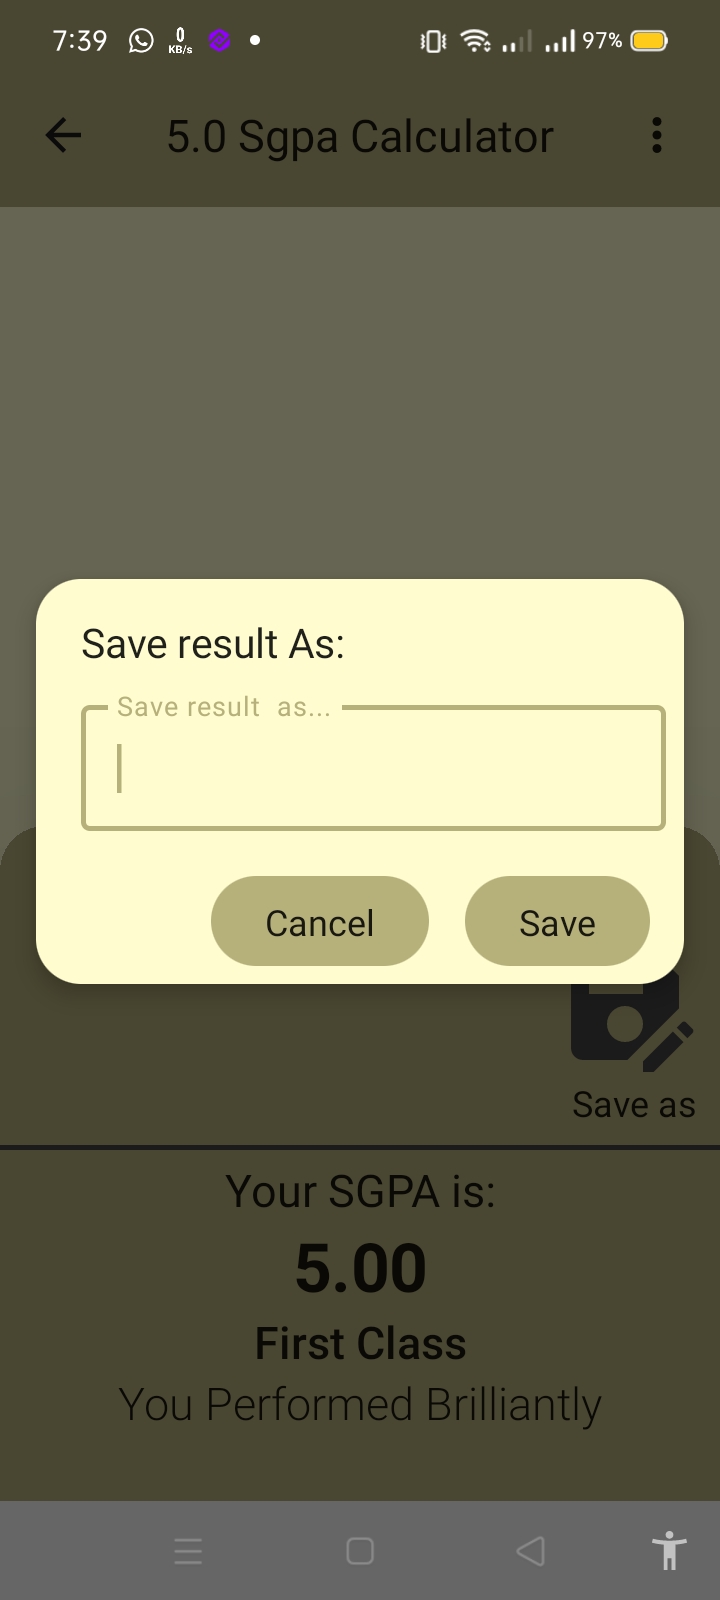 7:39 0 KB/s 97%
5.0 Sgpa Calculator
Save result As:
Save result  as...
Cancel Save
Save as
Your SGPA is:
5.00
First Class
You Performed Brilliantly